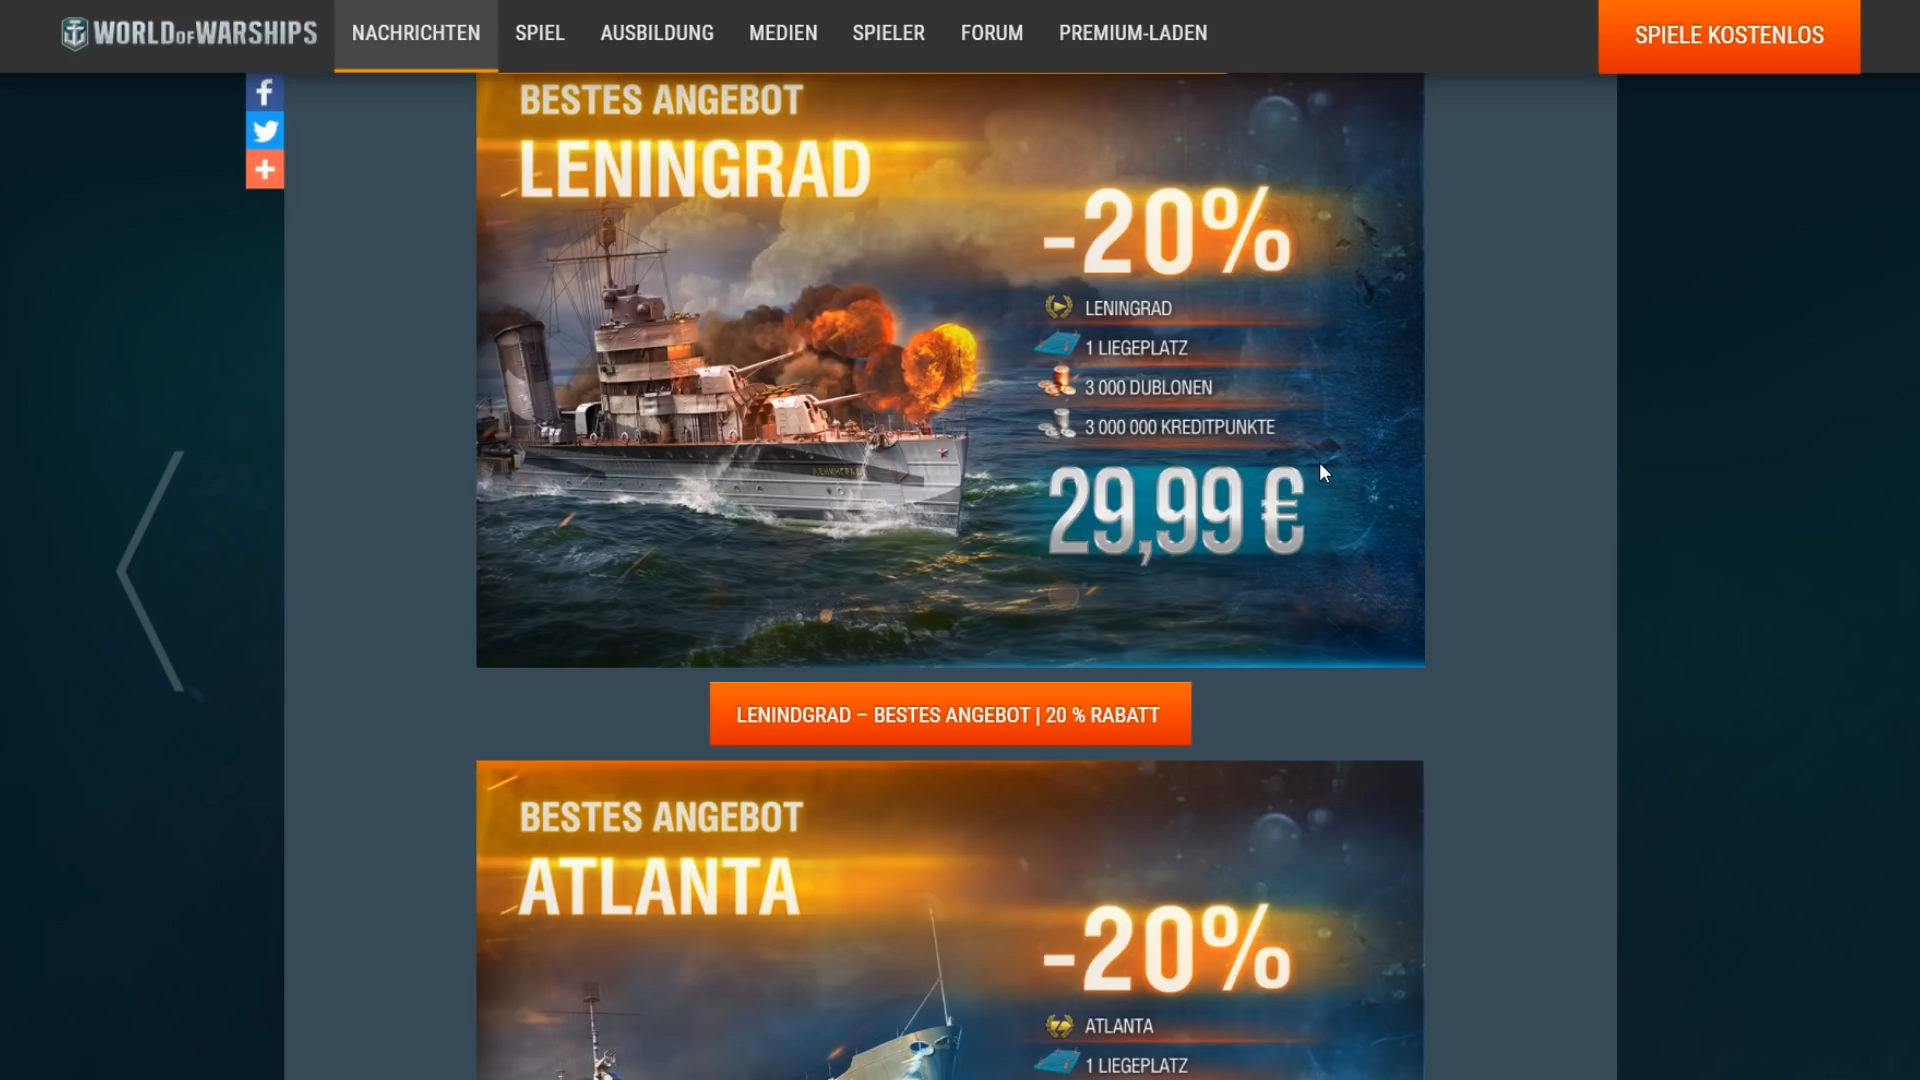 WORLD OF WARSHIPS
NACHRICHTEN SPIEL AUSBILDUNG MEDIEN SPIELER FORUM PREMIUM-LADEN
SPIELE KOSTENLOS
BESTES ANGEBOT
LENINGRAD
-20%
LENINGRAD
1 LIEGEPLATZ
3 000 DUBLONEN
3 000 000 KREDITPUNKTE
29,99 €
ЛЕНИНГРАД
LENINDGRAD – BESTES ANGEBOT | 20 % RABATT
BESTES ANGEBOT
ATLANTA
-20%
ATLANTA
1 LIEGEPLATZ